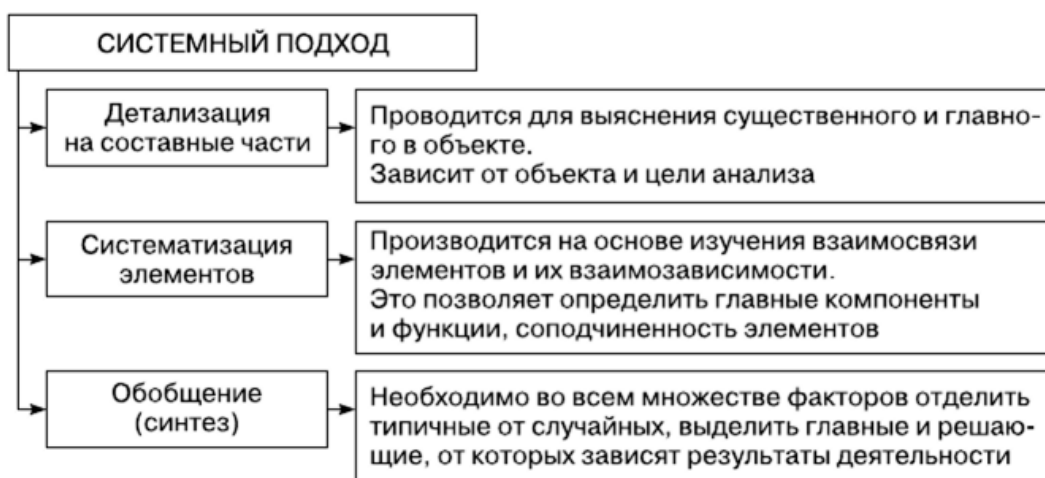 СИСТЕМНЫЙ ПОДХОД
Детализация
на составные части
Проводится для выяснения существенного и главно-
го в объекте.
Зависит от объекта и цели анализа
Систематизация
элементов
Производится на основе изучения взаимосвязи
элементов и их взаимозависимости.
Это позволяет определить главные компоненты
и функции, соподчиненность элементов
Обобщение
(синтез)
Необходимо во всем множестве факторов отделить
типичные от случайных, выделить главные и решаю-
щие, от которых зависят результаты деятельности